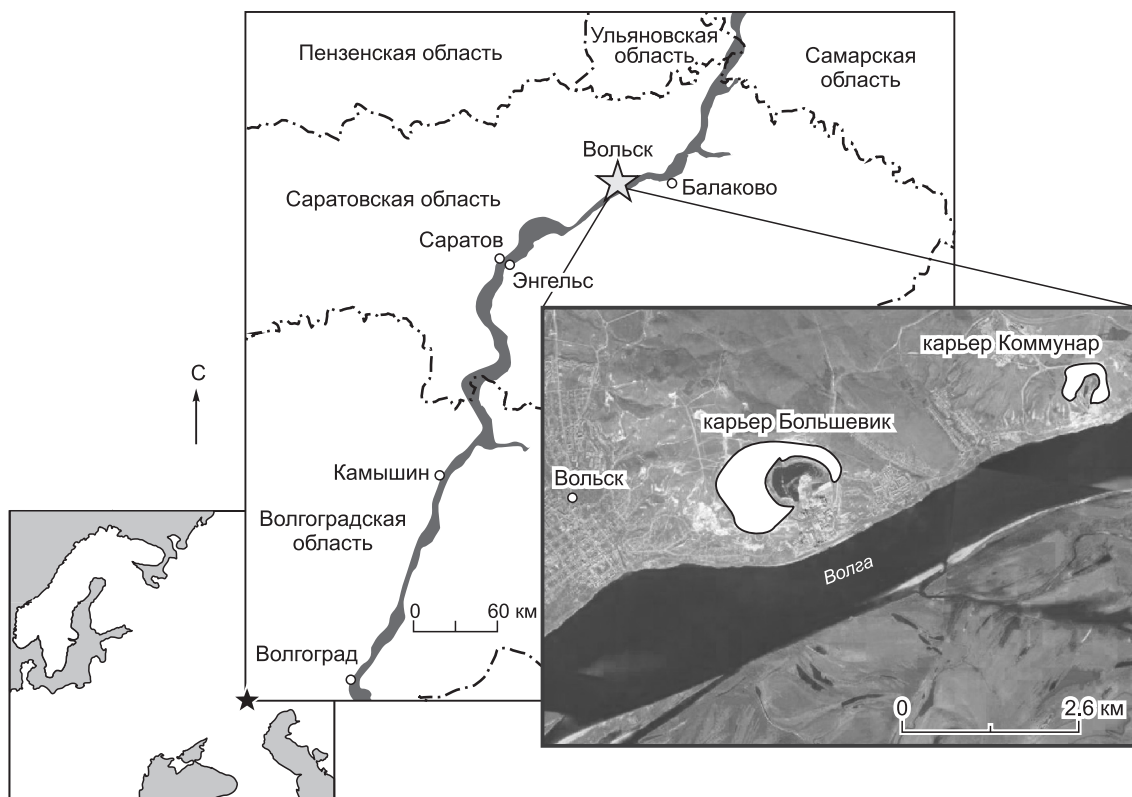 Пензенская область
Ульяновская
область
Самарская
область
Вольск
Балаково
Саратовская область
Саратов
Энгельс
С
карьер Коммунар
карьер Большевик
Вольск
Камышин
Волгоградская
область
Волга
0 60 км
Волгоград
0 2.6 км